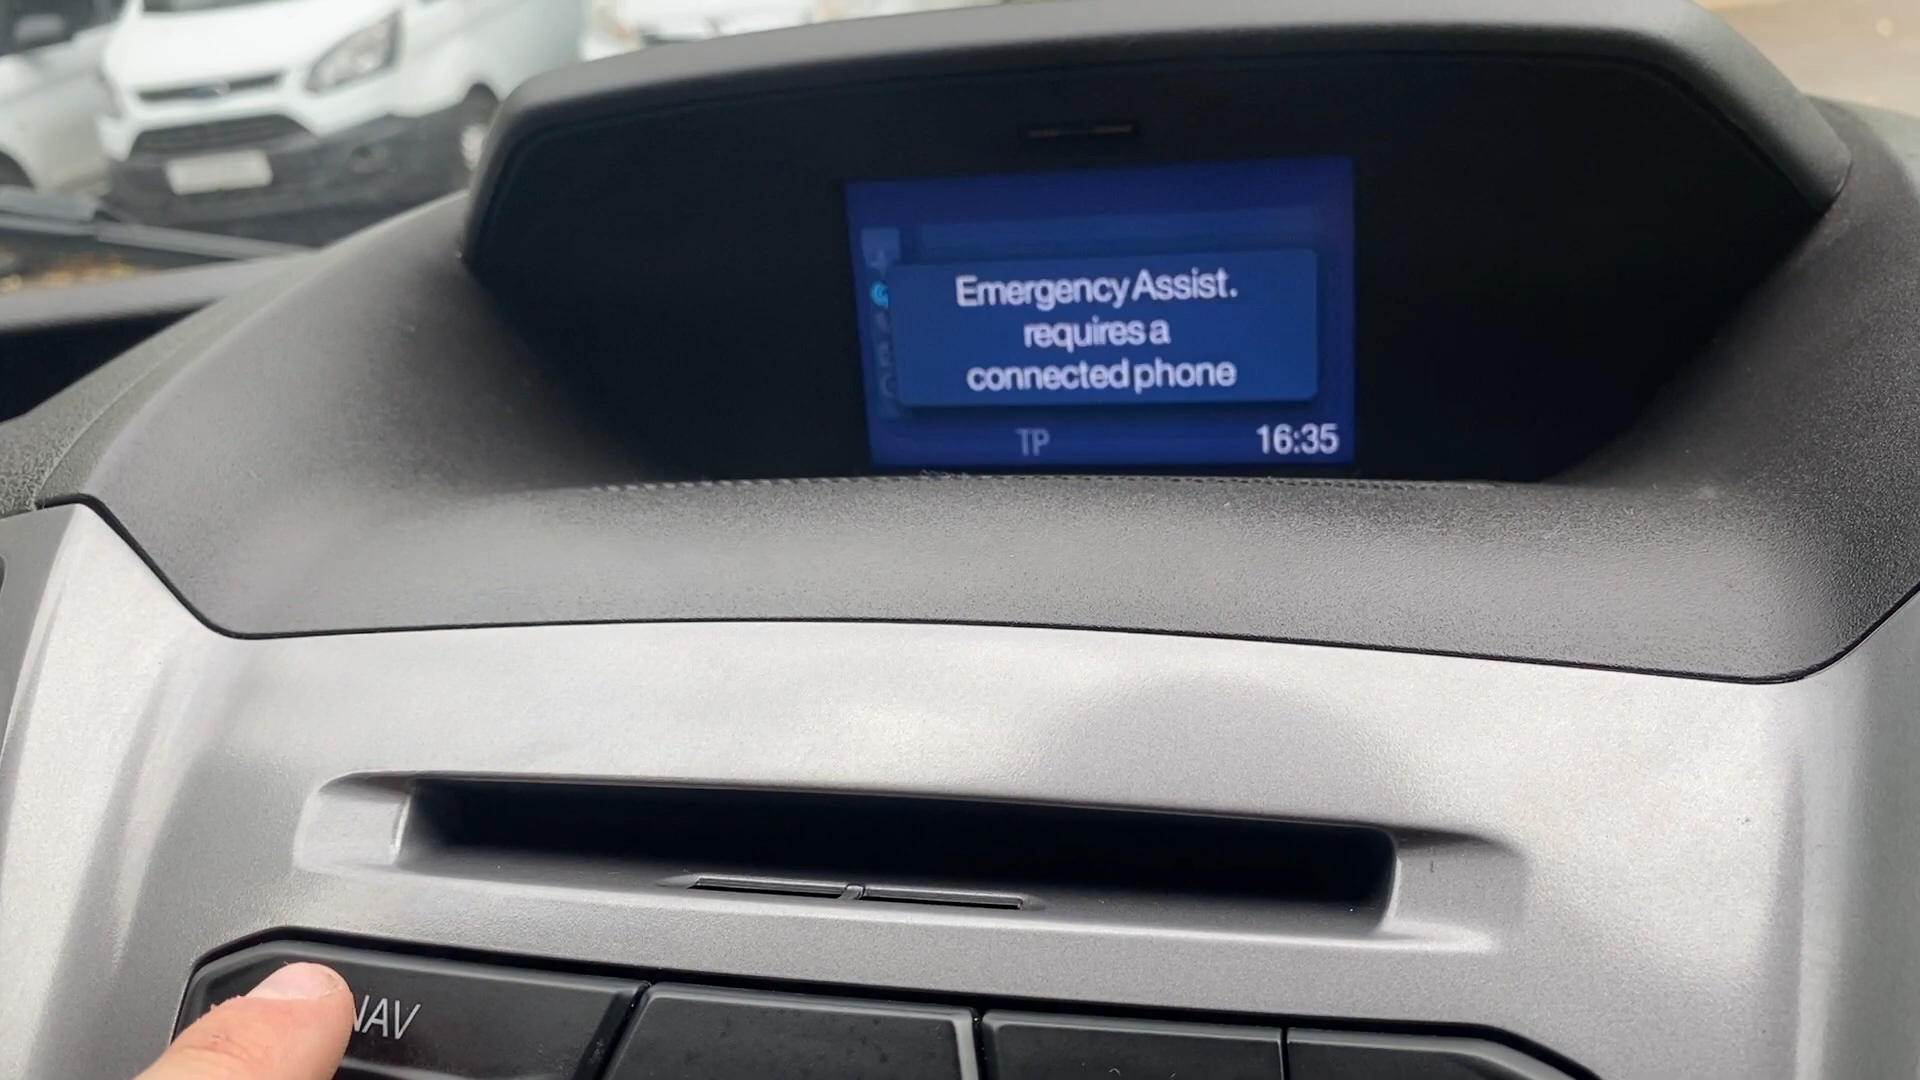 Emergency Assist.
requires a
connected phone
TP 16:35
NAV